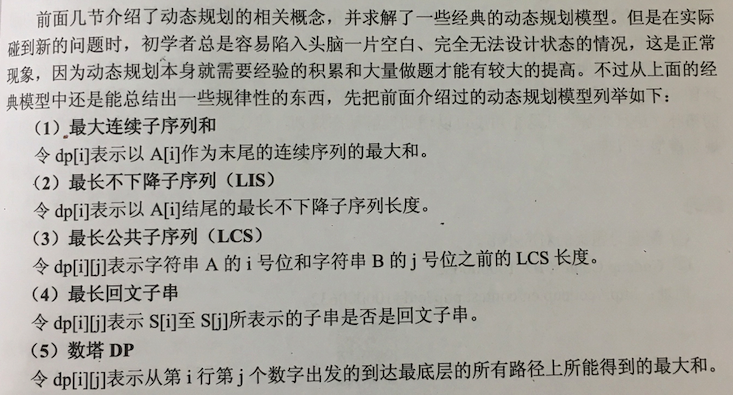 前面几节介绍了动态规划的相关概念，并求解了一些经典的动态规划模型。但是在实际
碰到新的问题时，初学者总是容易陷入头脑一片空白、完全无法设计状态的情况，这是正常
现象，因为动态规划本身就需要经验的积累和大量做题才能有较大的提高。不过从上面的经
典模型中还是能总结出一些规律性的东西，先把前面介绍过的动态规划模型列举如下：
（1）最大连续子序列和
令 dp[i]表示以 A[i]作为末尾的连续序列的最大和。
（2）最长不下降子序列（LIS）
令 dp[i]表示以 A[i]结尾的最长不下降子序列长度。
（3）最长公共子序列（LCS）
令 dp[i][j]表示字符串 A 的 i 号位和字符串 B 的 j 号位之前的 LCS 长度。
（4）最长回文子串
令 dp[i][j]表示 S[i]至 S[j]所表示的子串是否是回文子串。
（5）数塔 DP
令 dp[i][j]表示从第 i 行第 j 个数字出发的到达最底层的所有路径上所能得到的最大和。